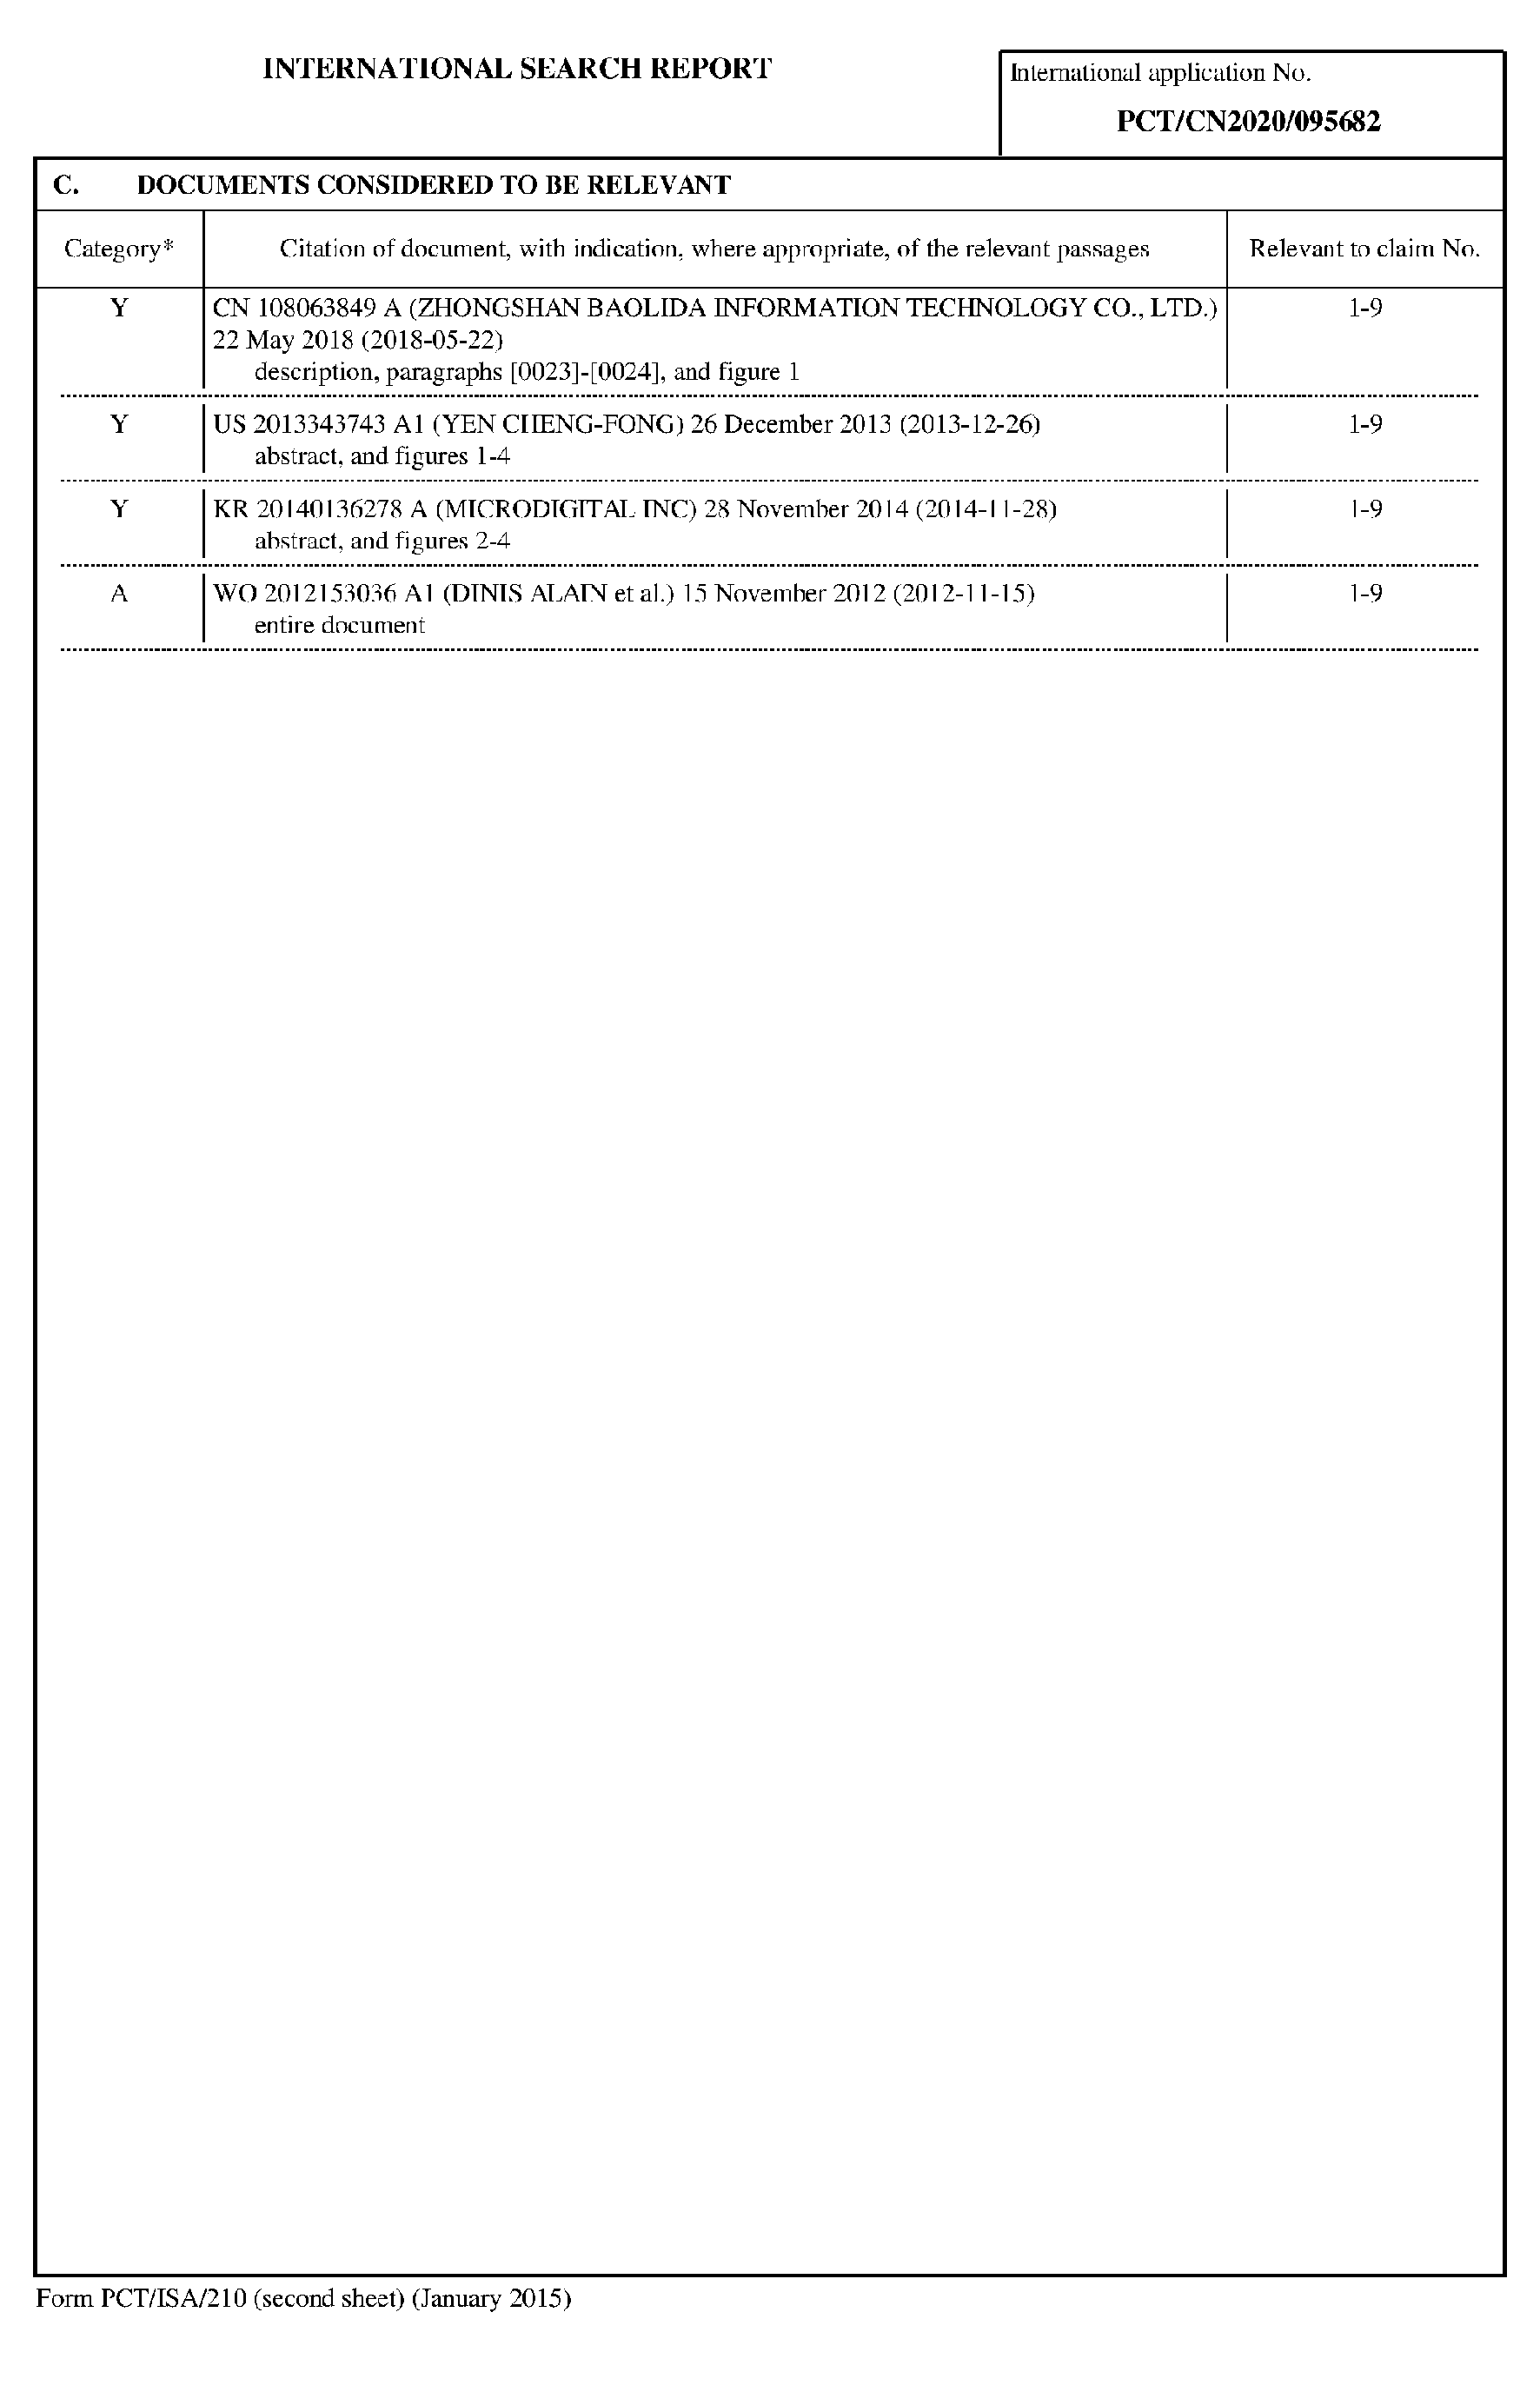 INTERNATIONAL SEARCH REPORT
International application No.
PCT/CN2020/095682
C. DOCUMENTS CONSIDERED TO BE RELEVANT
Category* Citation of document, with indication, where appropriate, of the relevant passages Relevant to claim No.
Y CN 108063849 A (ZHONGSHAN BAOLIDA INFORMATION TECHNOLOGY CO., LTD.) 1-9
22 May 2018 (2018-05-22)
description, paragraphs [0023]-[0024], and figure 1
Y US 2013343743 A1 (YEN CHENG-FONG) 26 December 2013 (2013-12-26) 1-9
abstract, and figures 1-4
Y KR 20140136278 A (MICRODIGITAL INC) 28 November 2014 (2014-11-28) 1-9
abstract, and figures 2-4
A WO 2012153036 A1 (DINIS ALAIN et al.) 15 November 2012 (2012-11-15) 1-9
entire document
Form PCT/ISA/210 (second sheet) (January 2015)